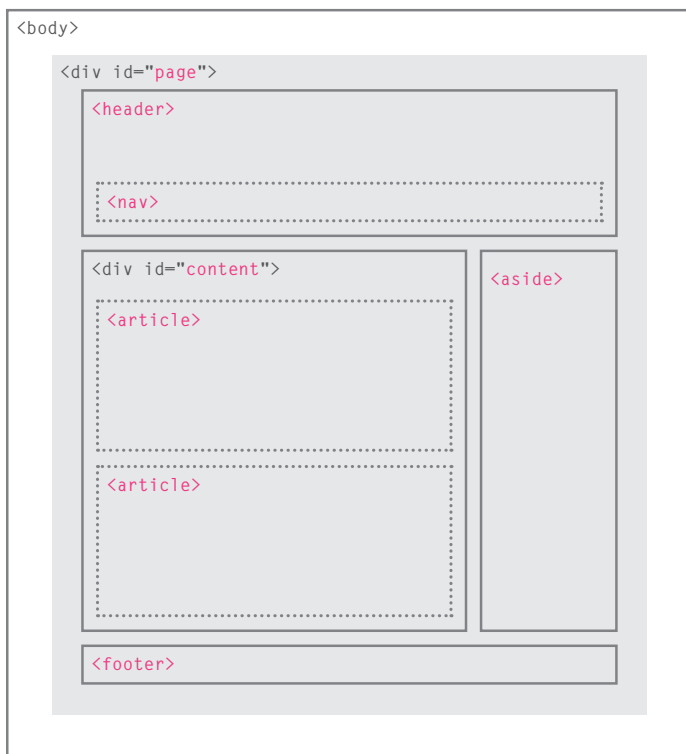 <body>
<div id="page">
<header>
<nav>
<div id="content">
<article>
<article>
<aside>
<footer>